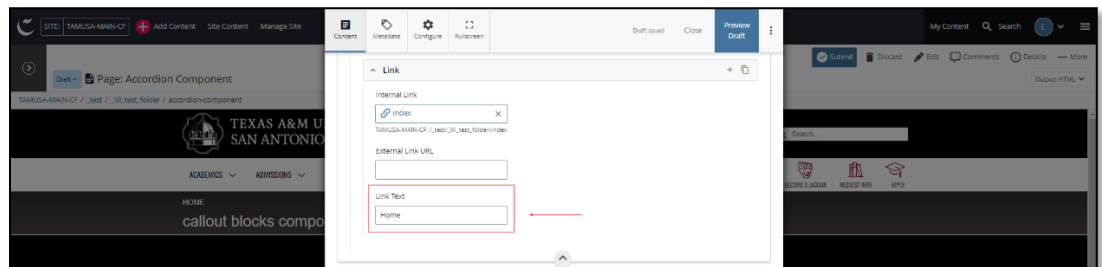 SITE: TAMUSA-MAIN-CF Add Content Site Content Manage Site
Content Metadata Configure Fullscreen Draft saved Close Preview Draft
My Content Search L
Submit Discard Edit Comments Details More
Draft Page: Accordion Component
Output: HTML
TAMUSA-MAIN-CF / _test / _lili_test_folder / accordion-component
Link
Internal Link
Index
TAMUSA-MAIN-CF: /_test/_lili_test_folder/index
External Link URL
Link Text
Home
TEXAS A&M U
SAN ANTONIO
Search...
ACADEMICS ADMISSIONS
BECOME A JAGUAR REQUEST INFO APPLY
HOME
callout blocks compo